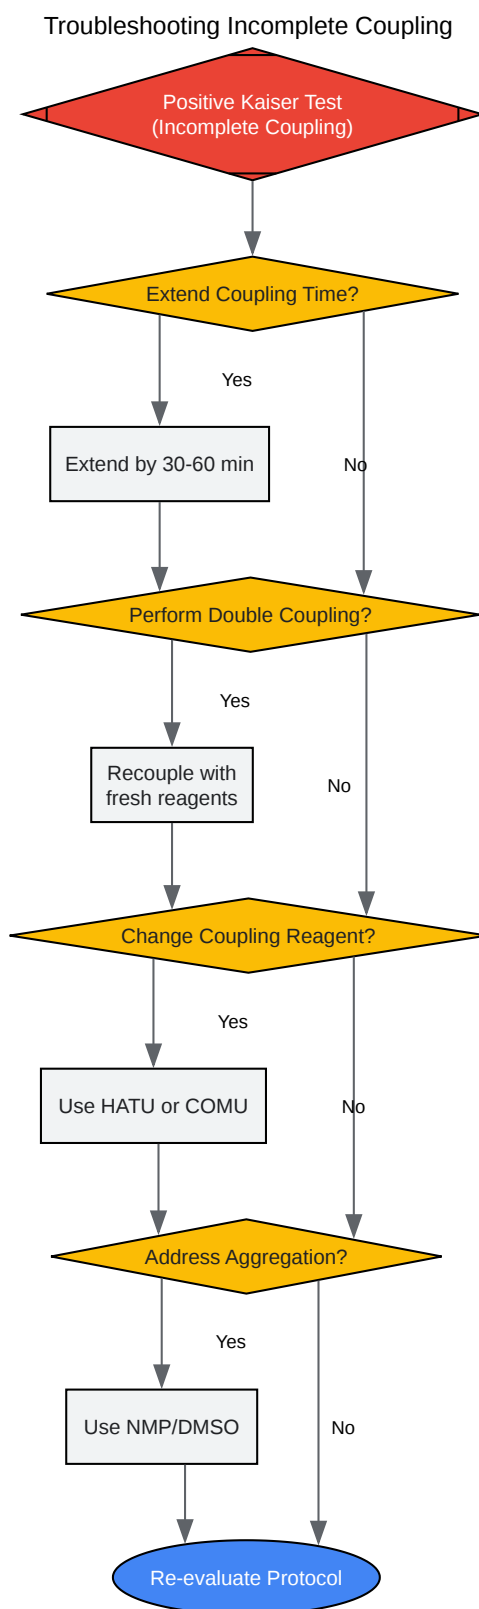 Troubleshooting Incomplete Coupling
Positive Kaiser Test
(Incomplete Coupling)
Extend Coupling Time?
Yes
Extend by 30-60 min
No
Perform Double Coupling?
Yes
Recouple with
fresh reagents
No
Change Coupling Reagent?
Yes
Use HATU or COMU
No
Address Aggregation?
Yes
Use NMP/DMSO
No
Re-evaluate Protocol